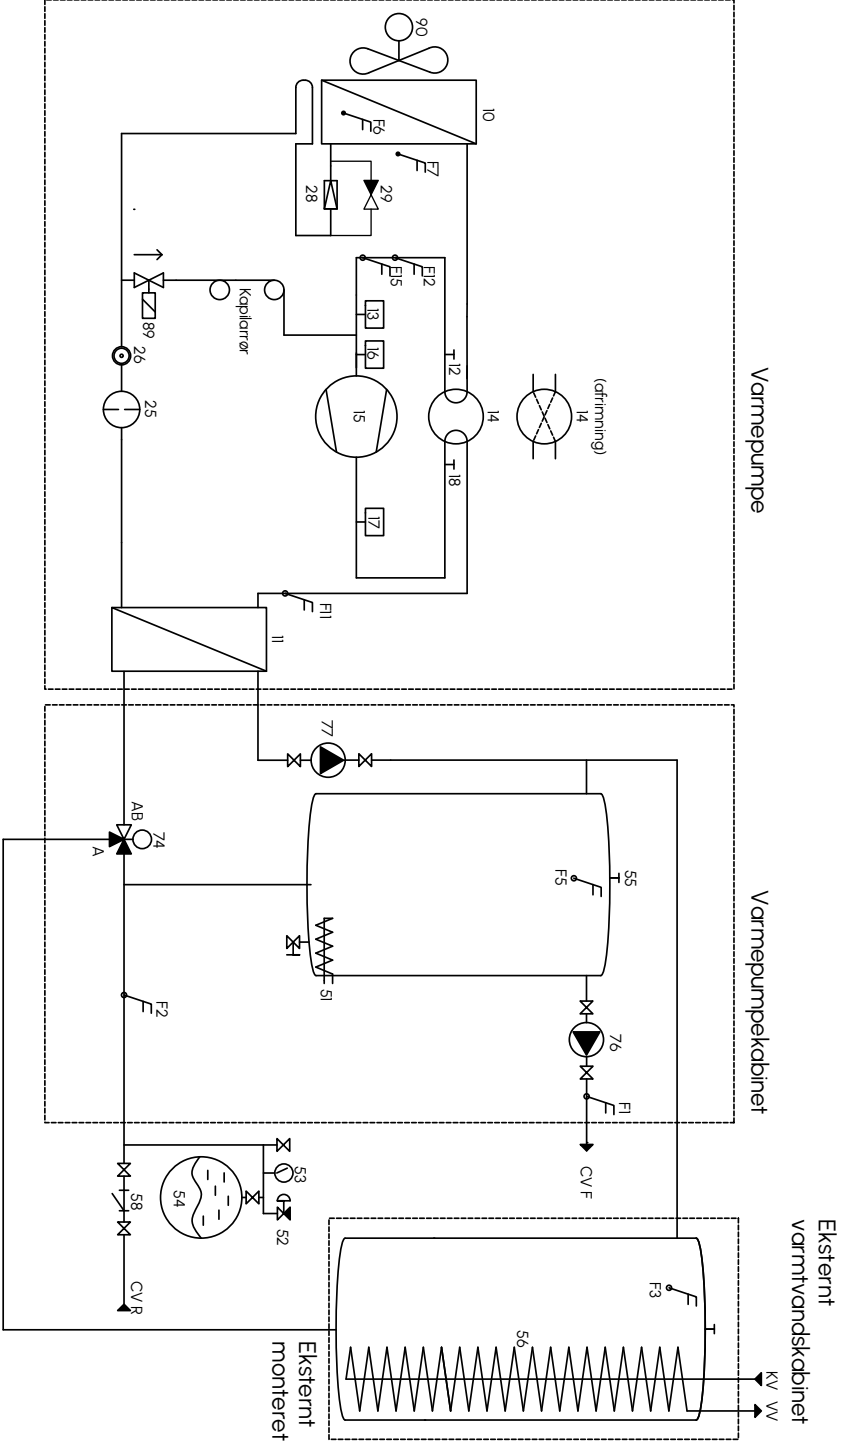 Varmepumpe
(afrimning)
14
90
10
F6
F7
29
28
F12
F15
12
14
18
13
16
15
17
Kapilarrør
89
26
25
F11
11
Varmepumpekabinet
77
AB
74
A
55
F5
51
76
F1
F2
CV F
53
54
52
58
CV R
Eksternt
varmtvandskabinet
KV
VV
F3
56
Eksternt
monteret